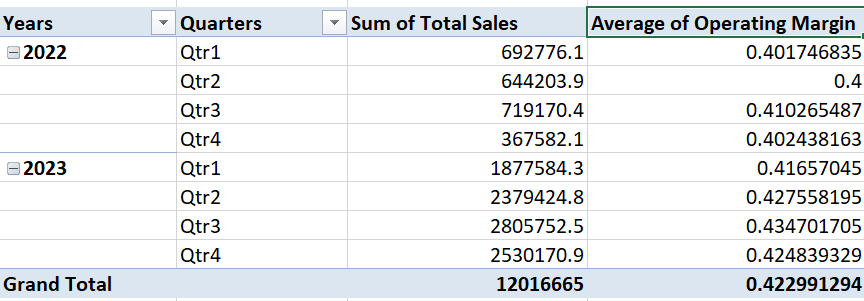 Years Quarters Sum of Total Sales Average of Operating Margin
2022 Qtr1 692776.1 0.401746835
Qtr2 644203.9 0.4
Qtr3 719170.4 0.410265487
Qtr4 367582.1 0.402438163
2023 Qtr1 1877584.3 0.41657045
Qtr2 2379424.8 0.427558195
Qtr3 2805752.5 0.434701705
Qtr4 2530170.9 0.424839329
Grand Total 12016665 0.422991294